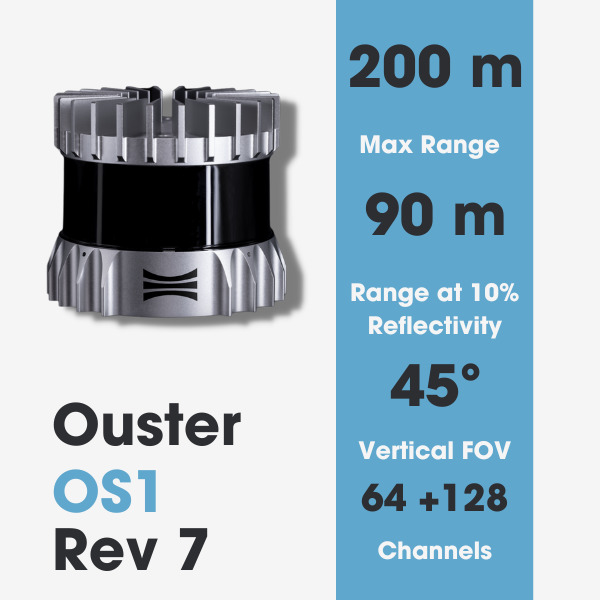 Ouster
OS1
Rev 7
200 m
Max Range
90 m
Range at 10%
Reflectivity
45°
Vertical FOV
64 +128
Channels